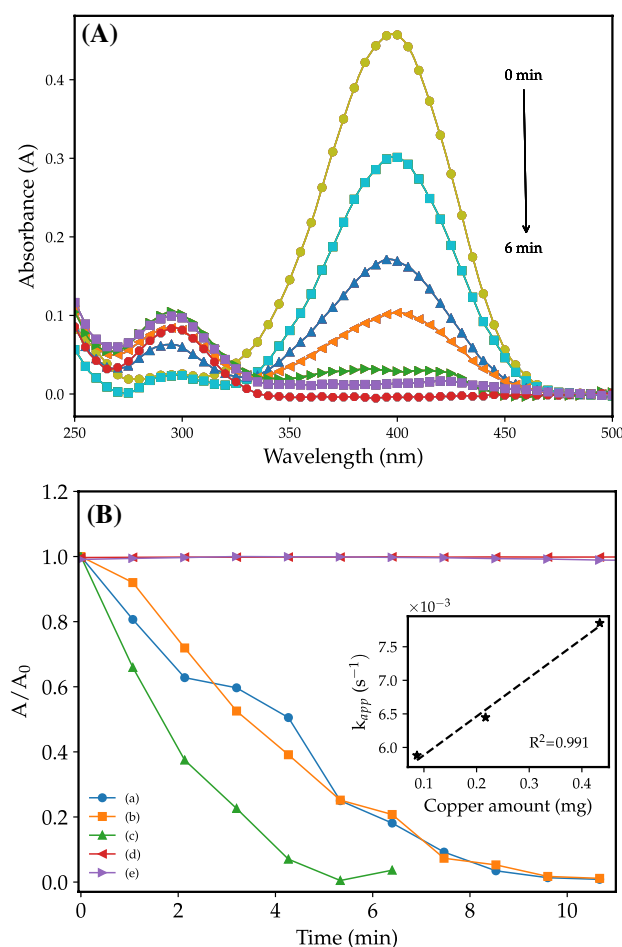 (A)
0.4
0.3
0.2
0.1
0.0
Absorbance (A)
0 min
6 min
250 300 350 400 450 500
Wavelength (nm)
(B)
1.2
1.0
0.8
0.6
0.4
0.2
0.0
A/A₀
(a)
(b)
(c)
(d)
(e)
×10⁻³
7.5
6.5
6.0
kₐₚₚ (s⁻¹)
R²=0.991
0.1 0.2 0.3 0.4
Copper amount (mg)
0 2 4 6 8 10
Time (min)